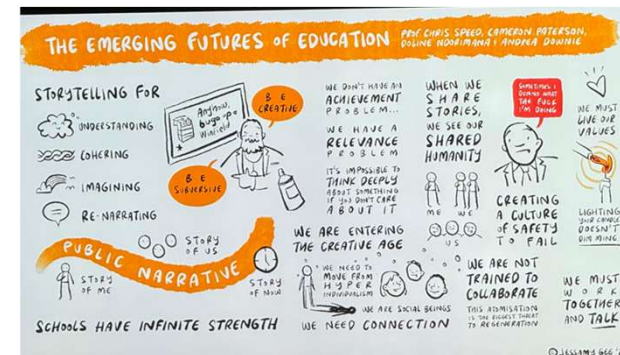 THE EMERGING FUTURES OF EDUCATION
PROF CHRIS SPEED, CAMERON PATERSON,
DOLINE NDORIMANA & ANDREA DOWNIE
STORYTELLING FOR
UNDERSTANDING
COHERING
IMAGINING
RE-NARRATING
BE
CREATIVE
BE
SUBVERSIVE
PUBLIC NARRATIVE
STORY
OF ME
STORY
OF US
STORY
OF NOW
SCHOOLS HAVE INFINITE STRENGTH
WE DON'T HAVE AN
ACHIEVEMENT
PROBLEM...
WE HAVE A
RELEVANCE
PROBLEM
IT'S IMPOSSIBLE TO
THINK DEEPLY
ABOUT SOMETHING
IF YOU DON'T CARE
ABOUT IT
WE ARE ENTERING
THE CREATIVE AGE
WE NEED TO
MOVE FROM
HYPER
INDIVIDUALISM
WE ARE SOCIAL BEINGS
WE NEED CONNECTION
WHEN WE
SHARE
STORIES,
WE SEE OUR
SHARED
HUMANITY
ME WE
US
WE ARE NOT
TRAINED TO
COLLABORATE
THIS ATOMISATION
IS THE BIGGEST THREAT
TO REGENERATION
SOMETIMES I
DUNNO WHAT
THE FUCK
I'M DOING
CREATING
A CULTURE
OF SAFETY
TO FAIL
WE MUST
LIVE OUR
VALUES
LIGHTING
YOUR CANDLE
DOESN'T
DIM MINE
WE MUST
WORK
TOGETHER
AND TALK
© JESSAMY GEE